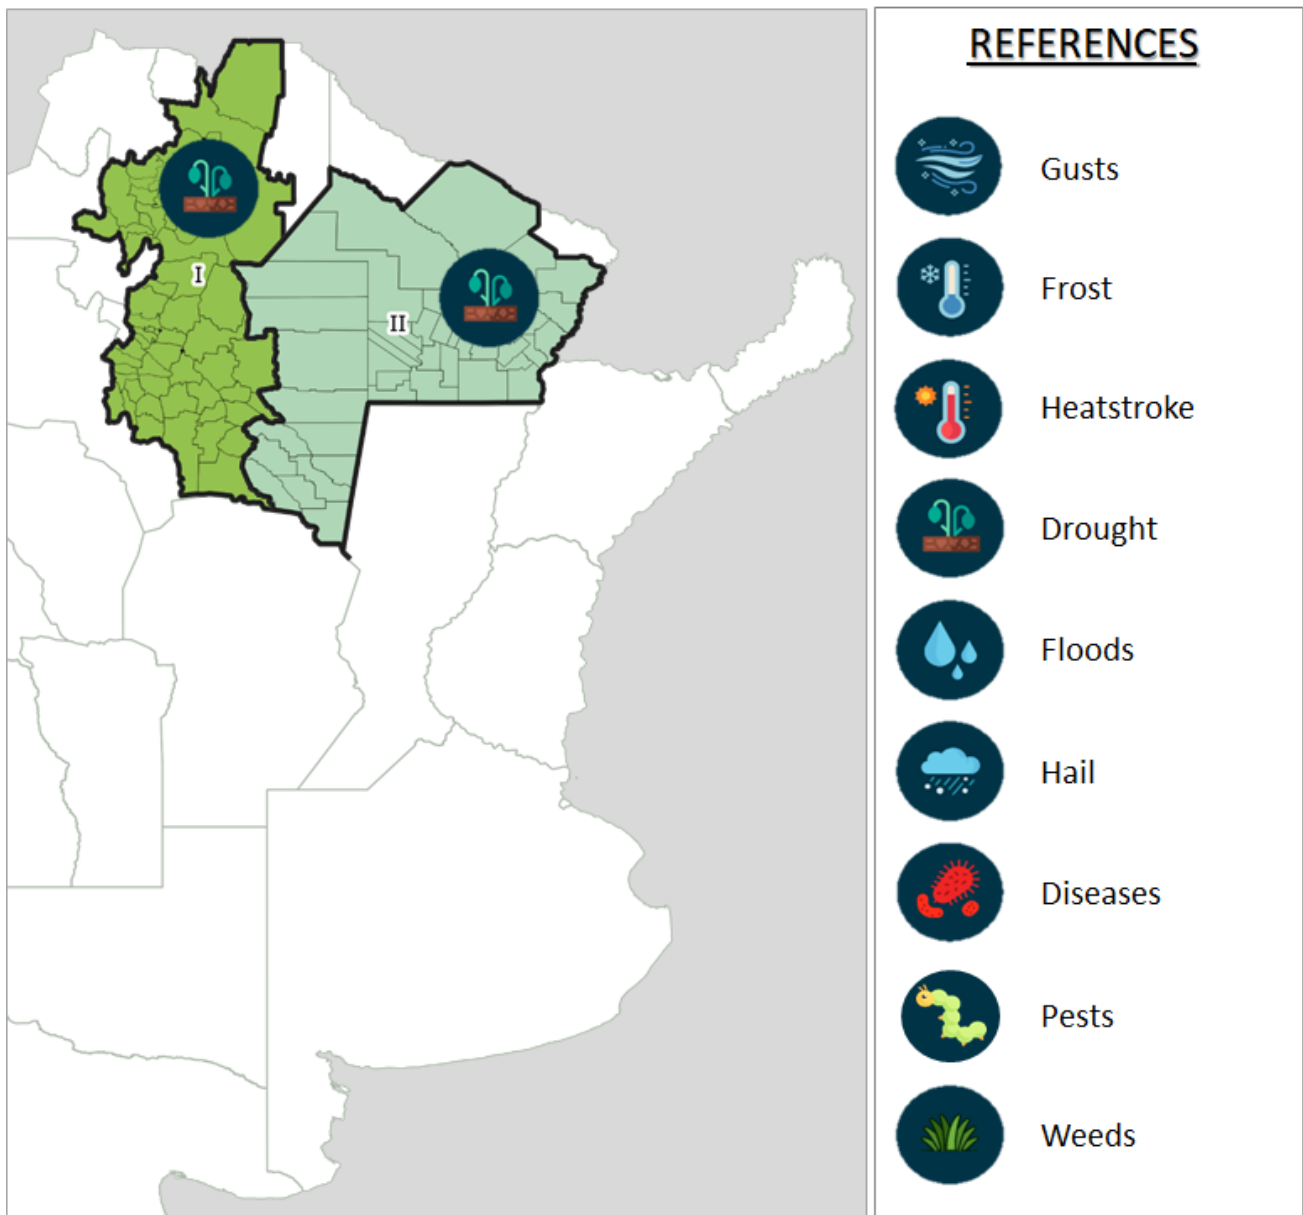 REFERENCES
I
II
Gusts
Frost
Heatstroke
Drought
Floods
Hail
Diseases
Pests
Weeds